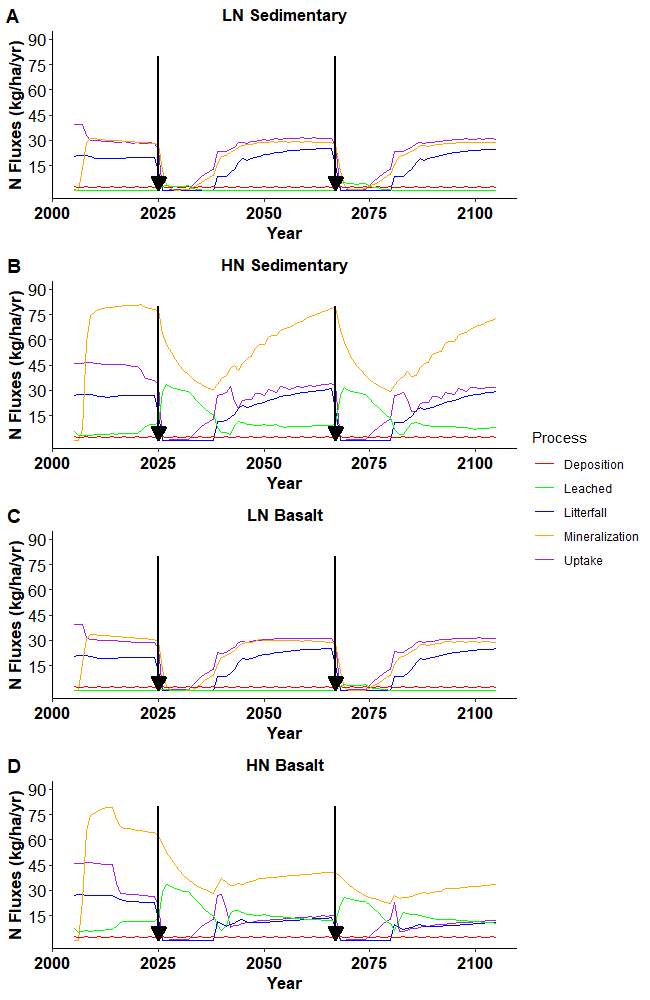 A LN Sedimentary
N Fluxes (kg/ha/yr)
90
75
60
45
30
15
2000 2025 2050 2075 2100
Year
B HN Sedimentary
N Fluxes (kg/ha/yr)
90
75
60
45
30
15
2000 2025 2050 2075 2100
Year
C LN Basalt
N Fluxes (kg/ha/yr)
90
75
60
45
30
15
2000 2025 2050 2075 2100
Year
D HN Basalt
N Fluxes (kg/ha/yr)
90
75
60
45
30
15
2000 2025 2050 2075 2100
Year
Process
Deposition
Leached
Litterfall
Mineralization
Uptake